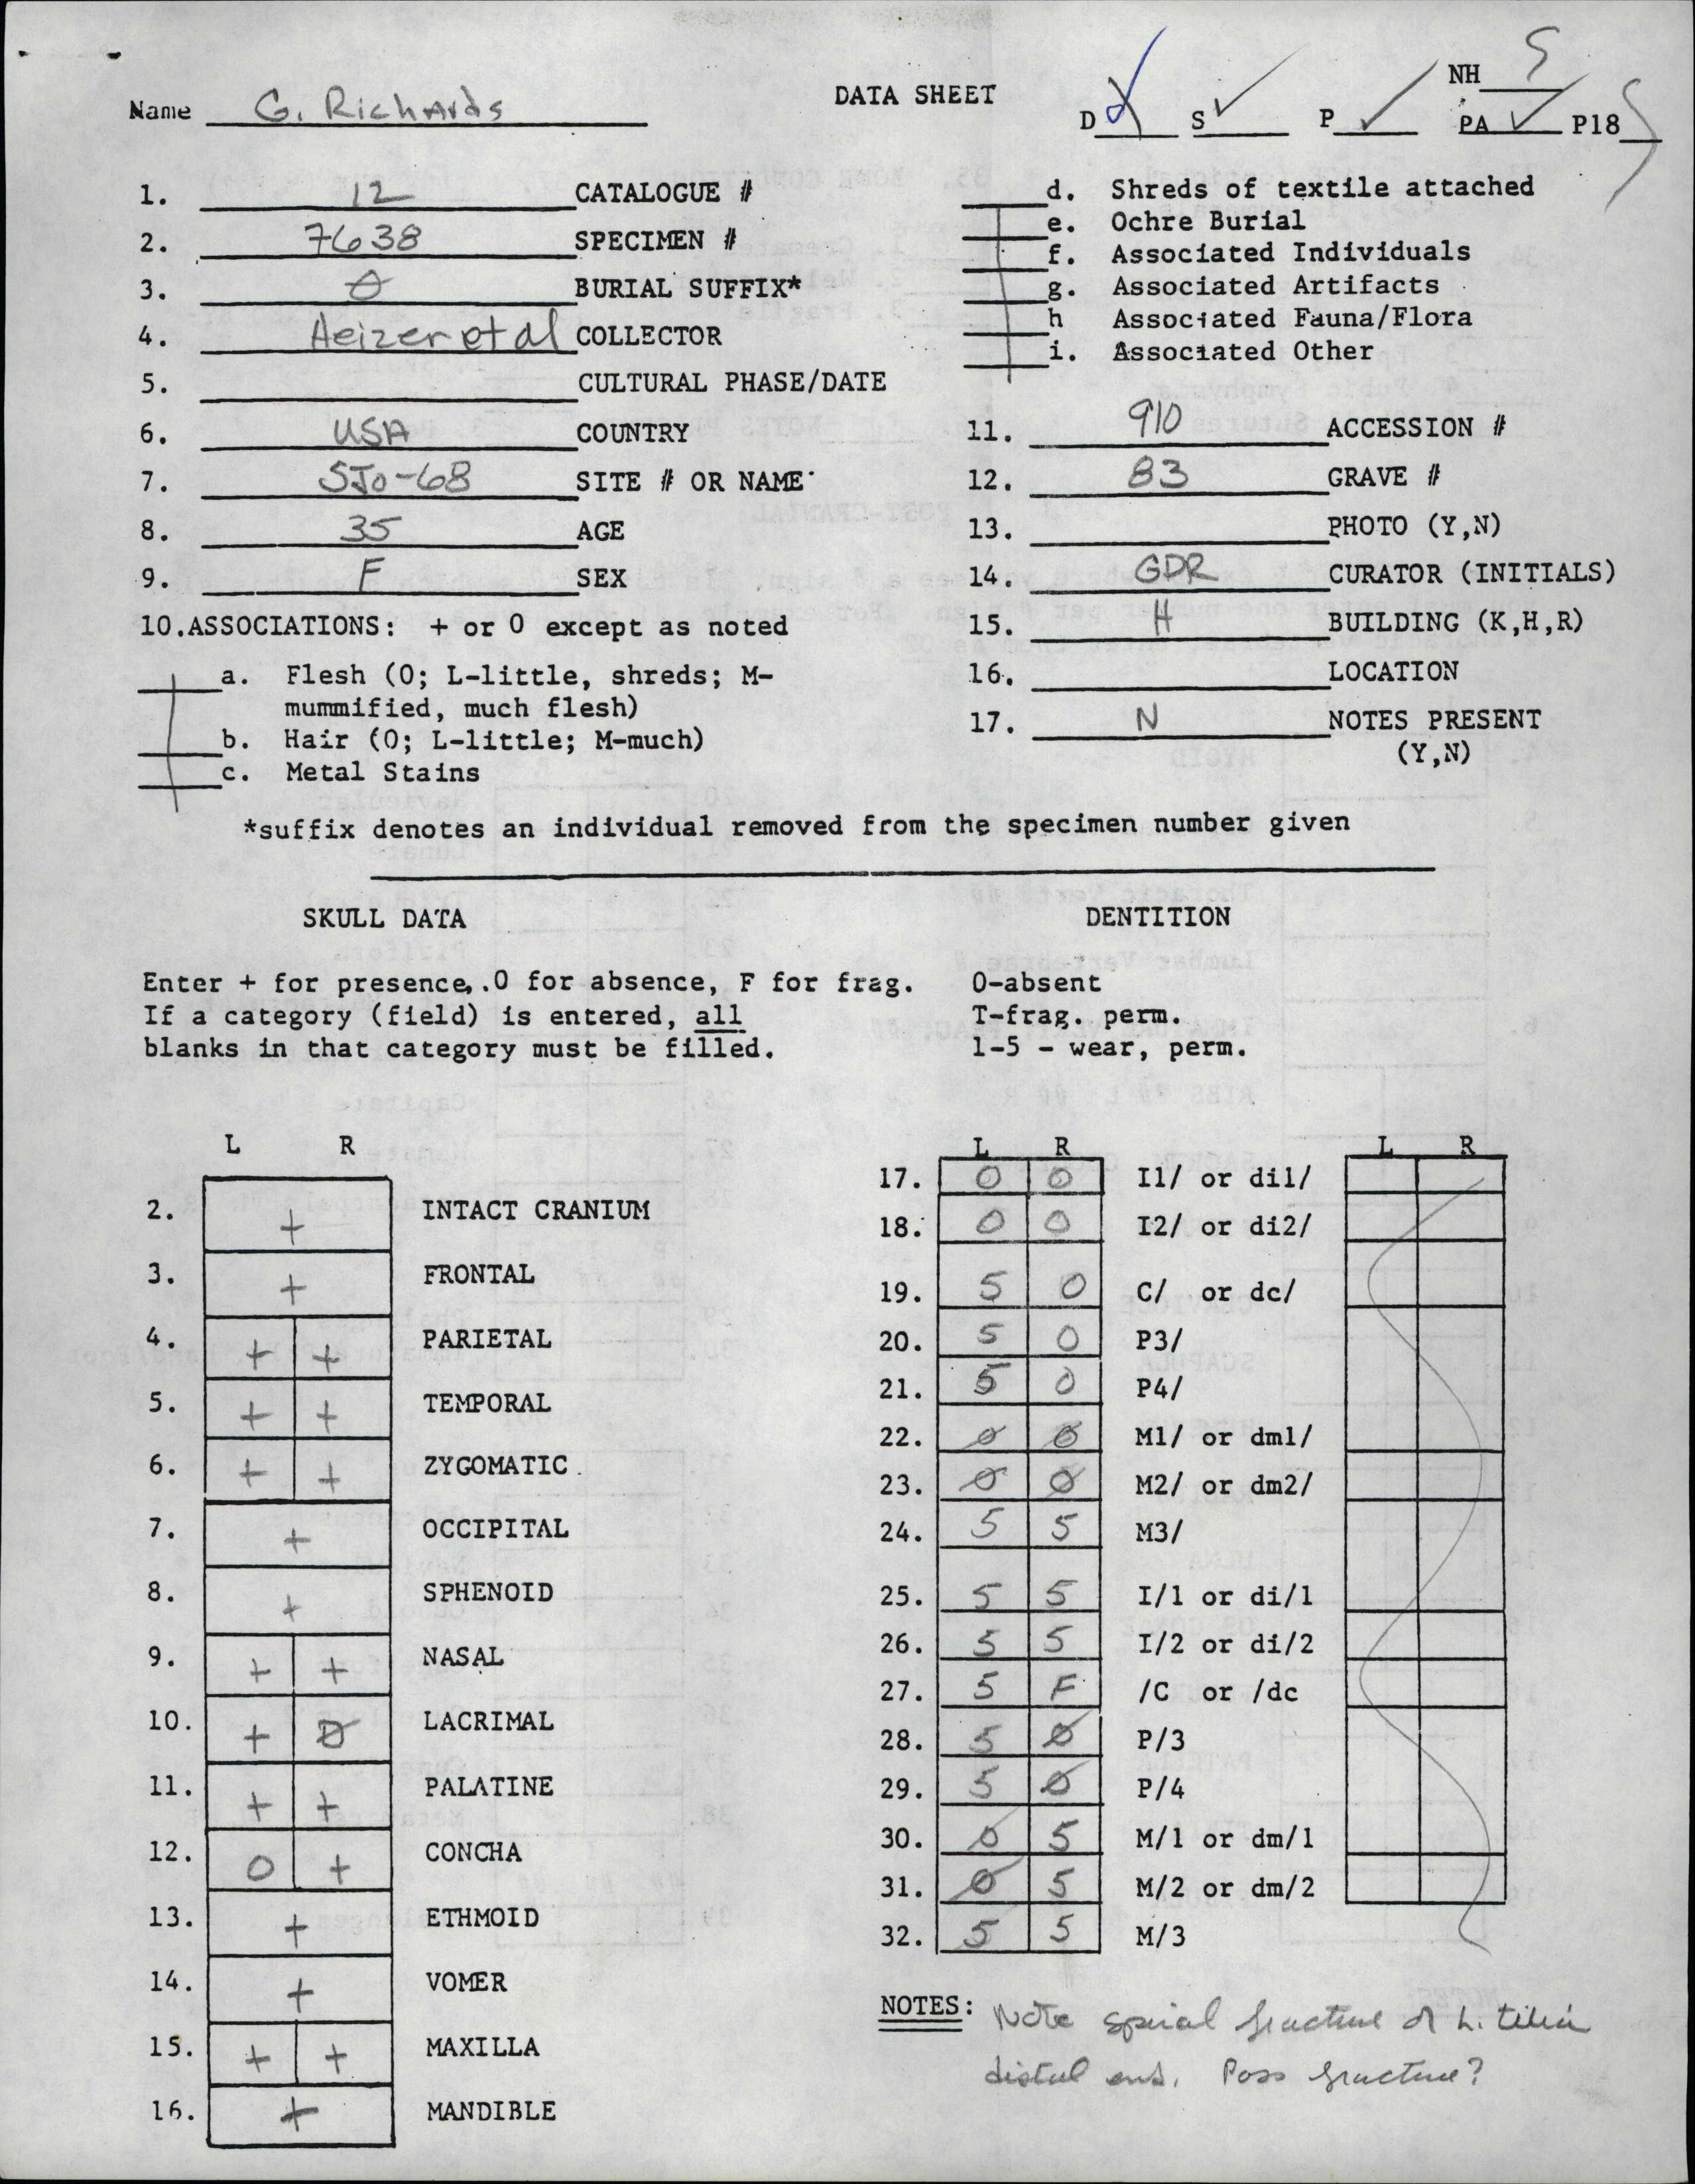 DATA SHEET
Name G. Richards
D S ✓ P ✓ NH S PA ✓ P18 S
1. 12 CATALOGUE #
2. 7638 SPECIMEN #
3. Ø BURIAL SUFFIX*
4. Heizer et al COLLECTOR
5. CULTURAL PHASE/DATE
6. USA COUNTRY
7. SJo-68 SITE # OR NAME
8. 35 AGE
9. F SEX
10.ASSOCIATIONS: + or 0 except as noted
a. Flesh (0; L-little, shreds; M-
mummified, much flesh)
b. Hair (0; L-little; M-much)
c. Metal Stains
d. Shreds of textile attached
e. Ochre Burial
f. Associated Individuals
g. Associated Artifacts
h Associated Fauna/Flora
i. Associated Other
11. 910 ACCESSION #
12. 83 GRAVE #
13. PHOTO (Y,N)
14. GDR CURATOR (INITIALS)
15. H BUILDING (K,H,R)
16. LOCATION
17. N NOTES PRESENT
(Y,N)
*suffix denotes an individual removed from the specimen number given
SKULL DATA
Enter + for presence, 0 for absence, F for frag.
If a category (field) is entered, all
blanks in that category must be filled.
L R
2. + INTACT CRANIUM
3. + FRONTAL
4. + + PARIETAL
5. + + TEMPORAL
6. + + ZYGOMATIC
7. + OCCIPITAL
8. + SPHENOID
9. + + NASAL
10. + Ø LACRIMAL
11. + + PALATINE
12. 0 + CONCHA
13. + ETHMOID
14. + VOMER
15. + + MAXILLA
16. + MANDIBLE
DENTITION
0-absent
T-frag. perm.
1-5 - wear, perm.
L R L R
17. 0 0 I1/ or di1/
18. 0 0 I2/ or di2/
19. 5 0 C/ or dc/
20. 5 0 P3/
21. 5 0 P4/
22. Ø Ø M1/ or dm1/
23. Ø Ø M2/ or dm2/
24. 5 5 M3/
25. 5 5 I/1 or di/1
26. 5 5 I/2 or di/2
27. 5 F /C or /dc
28. 5 Ø P/3
29. 5 Ø P/4
30. Ø 5 M/1 or dm/1
31. Ø 5 M/2 or dm/2
32. 5 5 M/3
NOTES: Note spiral fracture of L. tibia
distal end. Poss fracture?